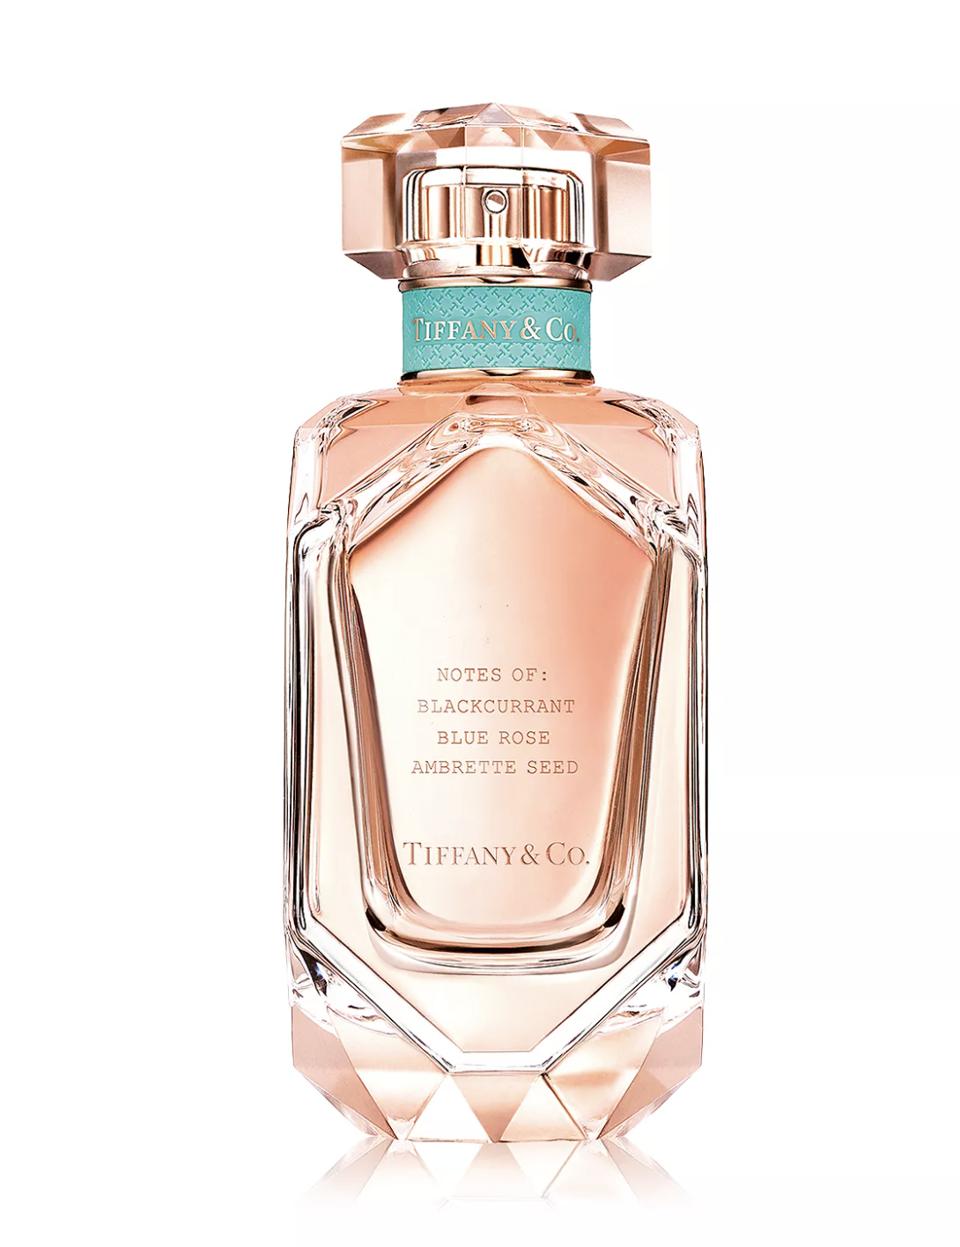 TIFFANY & CO.
NOTES OF:
BLACKCURRANT
BLUE ROSE
AMBRETTE SEED
TIFFANY & CO.